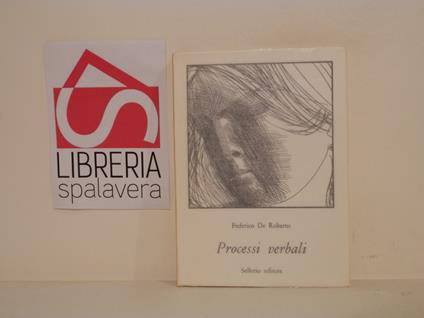 LIBRERIA
spalavera
Federico De Roberto
Processi verbali
Sellerio editore